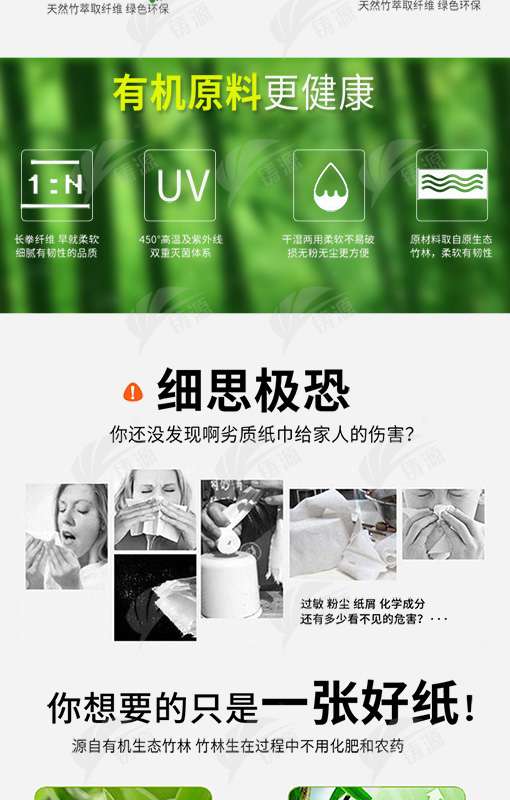 天然竹萃取纤维 绿色环保
天然竹萃取纤维 绿色环保
有机原料更健康
1:N
UV
长拳纤维 早就柔软
细腻有韧性的品质
450°高温及紫外线
双重灭菌体系
干湿两用柔软不易破
损无粉无尘更方便
原材料取自原生态
竹林，柔软有韧性
细思极恐
你还没发现啊劣质纸巾给家人的伤害?
过敏 粉尘 纸屑 化学成分
还有多少看不见的危害? ···
你想要的只是一张好纸!
源自有机生态竹林 竹林生在过程中不用化肥和农药
铸源